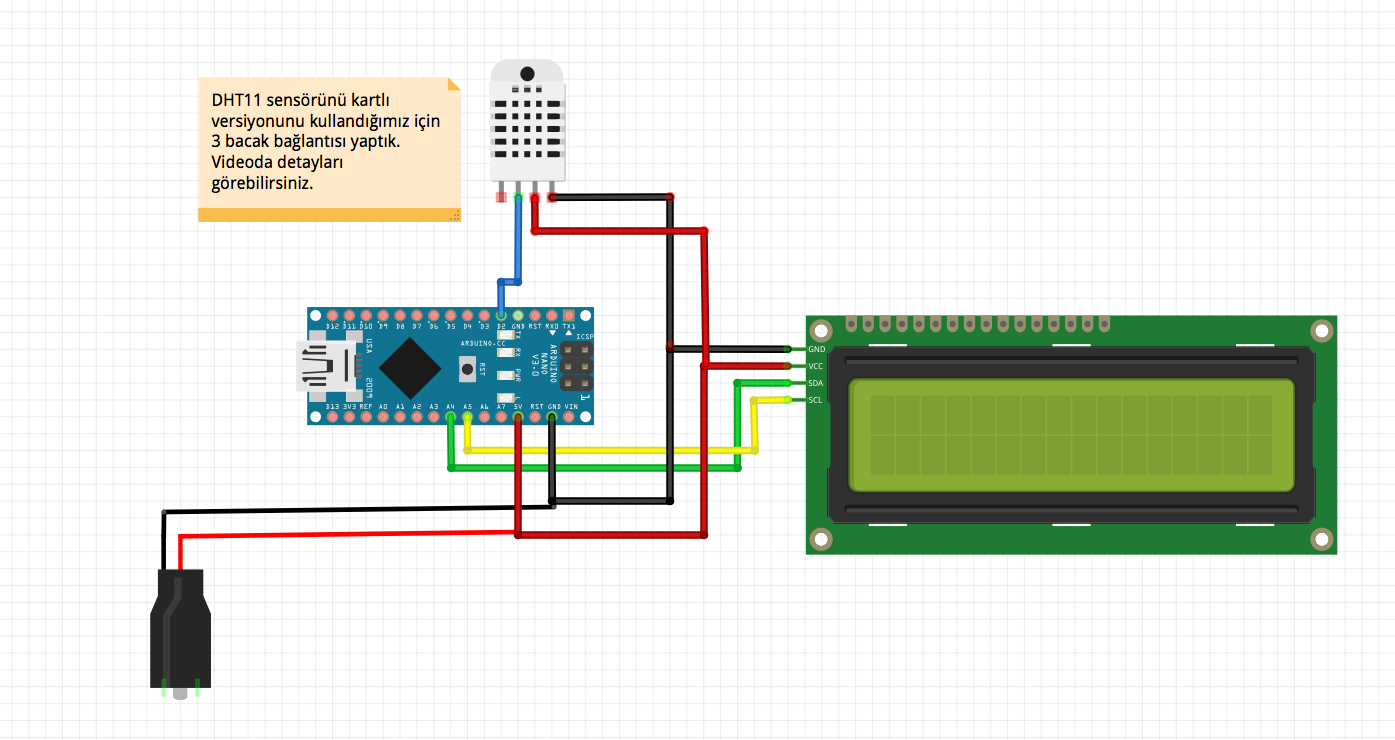 DHT11 sensörünü kartlı
versiyonunu kullandığımız için
3 bacak bağlantısı yaptık.
Videoda detayları
görebilirsiniz.
D12 D11 D10 D9 D8 D7 D6 D5 D4 D3 D2 GND RST RX0 TX1
ARDUINO.CC
TX
RX
PWR
L
RST
USA
2009
ARDUINO
NANO
V3.0
ICSP
1
D13 3V3 REF A0 A1 A2 A3 A4 A5 A6 A7 5V RST GND VIN
GND
VCC
SDA
SCL